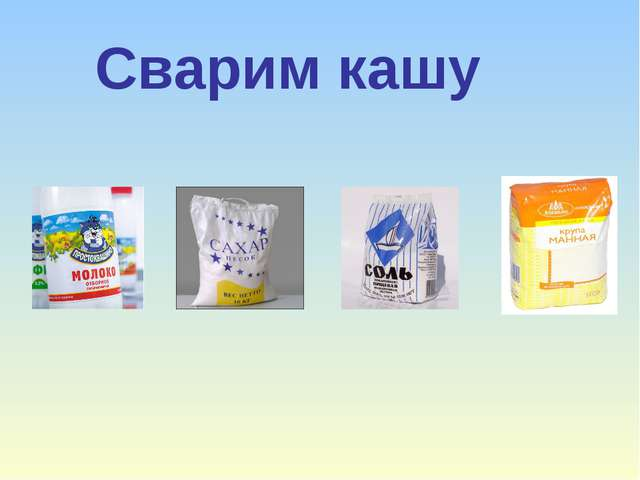 Сварим кашу
ПРОСТОКВАШИНО
МОЛОКО
ОТБОРНОЕ
САХАР
ПЕСОК
ВЕС НЕТТО
СОЛЬ
крупа
МАННАЯ